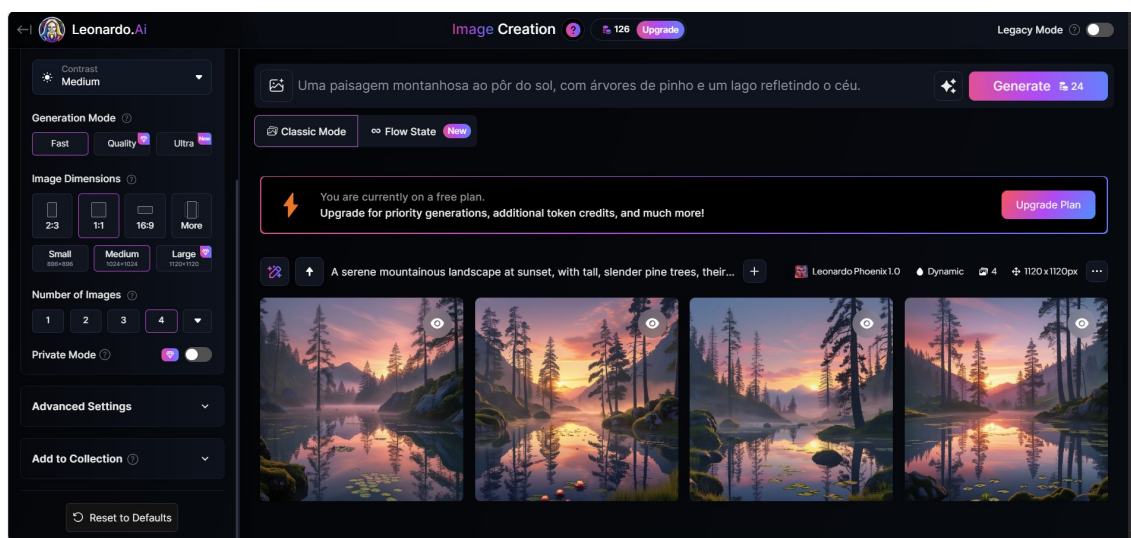 Leonardo.Ai
Image Creation ? 126 Upgrade
Legacy Mode ?
Contrast
Medium
Generation Mode ?
Fast Quality Ultra New
Image Dimensions ?
2:3 1:1 16:9 More
Small Medium Large
896×896 1024×1024 1120×1120
Number of Images ?
1 2 3 4
Private Mode ?
Advanced Settings
Add to Collection ?
Reset to Defaults
Uma paisagem montanhosa ao pôr do sol, com árvores de pinho e um lago refletindo o céu.
Generate 24
Classic Mode Flow State New
You are currently on a free plan.
Upgrade for priority generations, additional token credits, and much more!
Upgrade Plan
A serene mountainous landscape at sunset, with tall, slender pine trees, their...
Leonardo Phoenix 1.0 Dynamic 4 1120 x 1120px